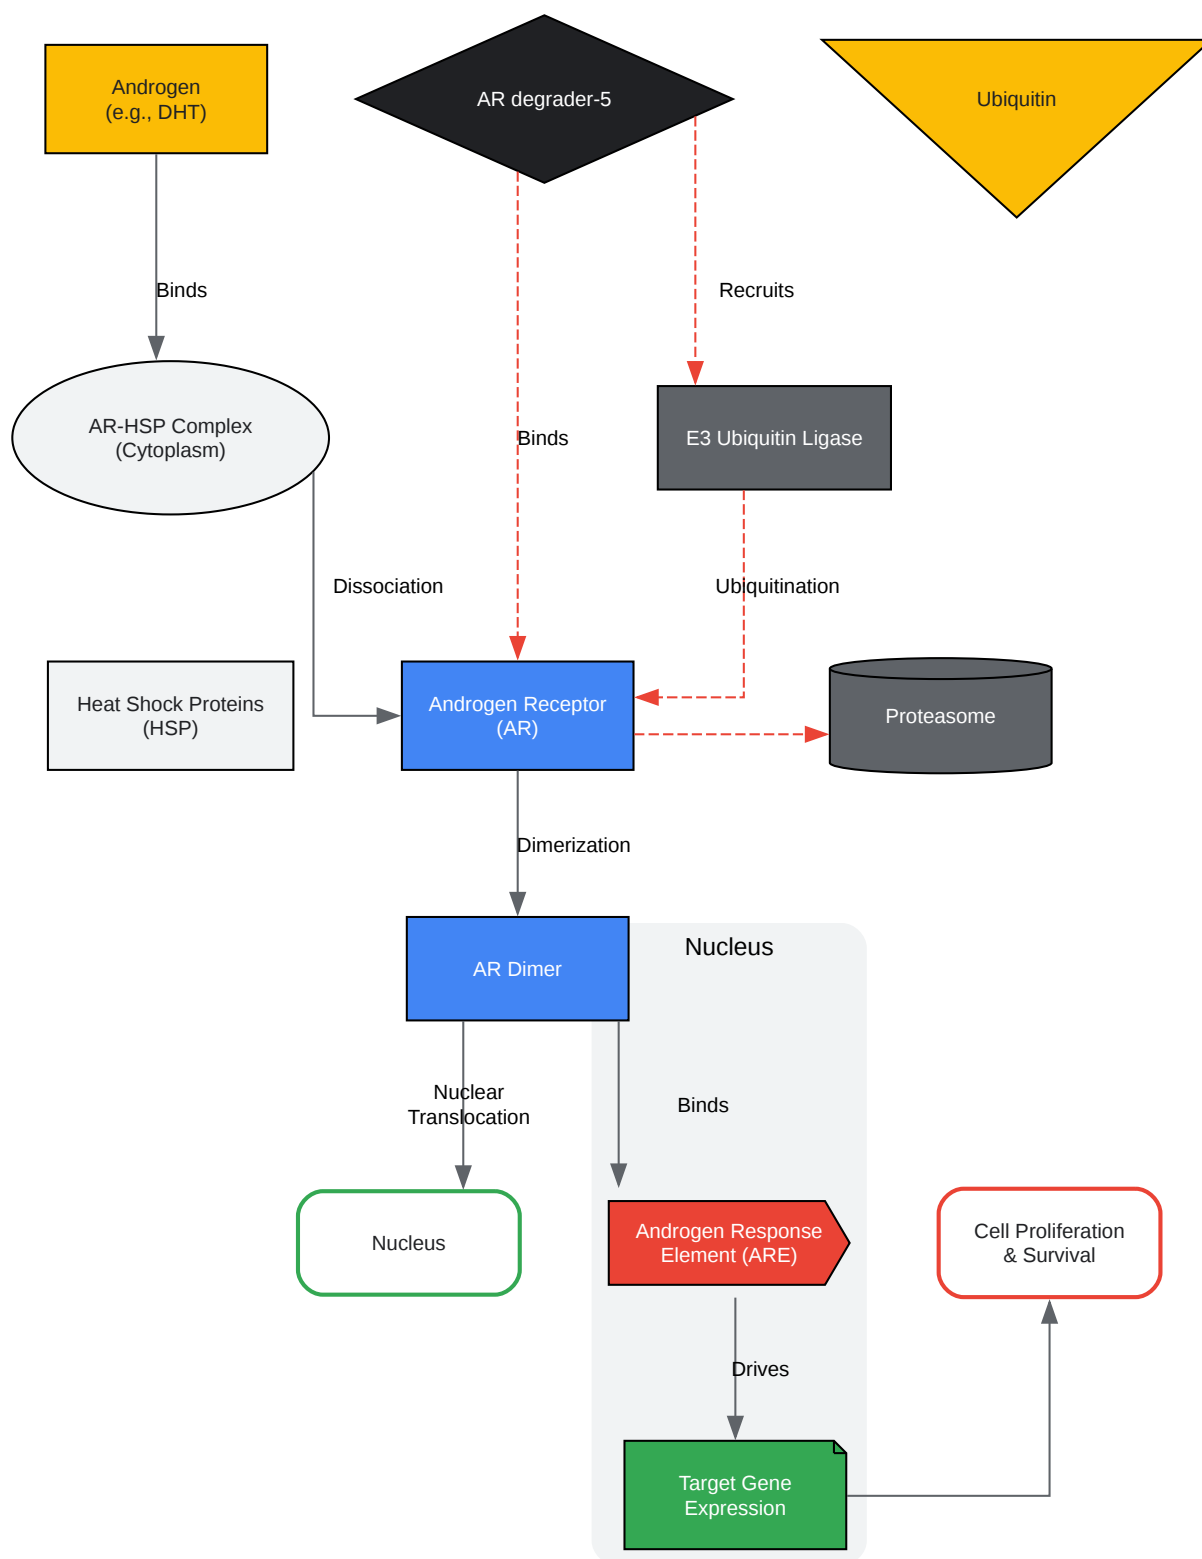 Androgen
(e.g., DHT)
AR degrader-5
Ubiquitin
Binds
Recruits
AR-HSP Complex
(Cytoplasm)
Binds
E3 Ubiquitin Ligase
Dissociation
Ubiquitination
Heat Shock Proteins
(HSP)
Androgen Receptor
(AR)
Proteasome
Dimerization
AR Dimer
Nucleus
Nuclear
Translocation
Binds
Nucleus
Androgen Response
Element (ARE)
Cell Proliferation
& Survival
Drives
Target Gene
Expression